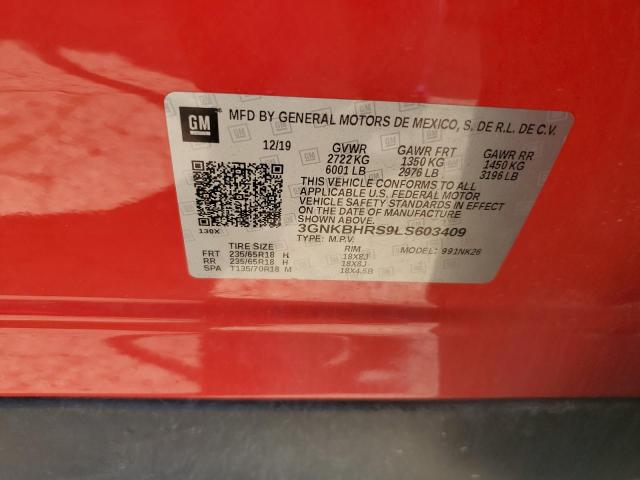 GM
MFD BY GENERAL MOTORS DE MEXICO, S. DE R.L. DE C.V.
12/19 GVWR GAWR FRT GAWR RR
2722 KG 1350 KG 1450 KG
6001 LB 2976 LB 3196 LB
THIS VEHICLE CONFORMS TO ALL
APPLICABLE U.S. FEDERAL MOTOR
VEHICLE SAFETY STANDARDS IN EFFECT
ON THE DATE OF MANUFACTURE SHOWN ABOVE.
138X 3GNKBHRS9LS603409
TYPE: M.P.V. MODEL: 991NK26
TIRE SIZE RIM
FRT 235/65R18 H 18X8J
RR 235/65R18 H 18X8J
SPA T135/70R18 M 18X4.5B